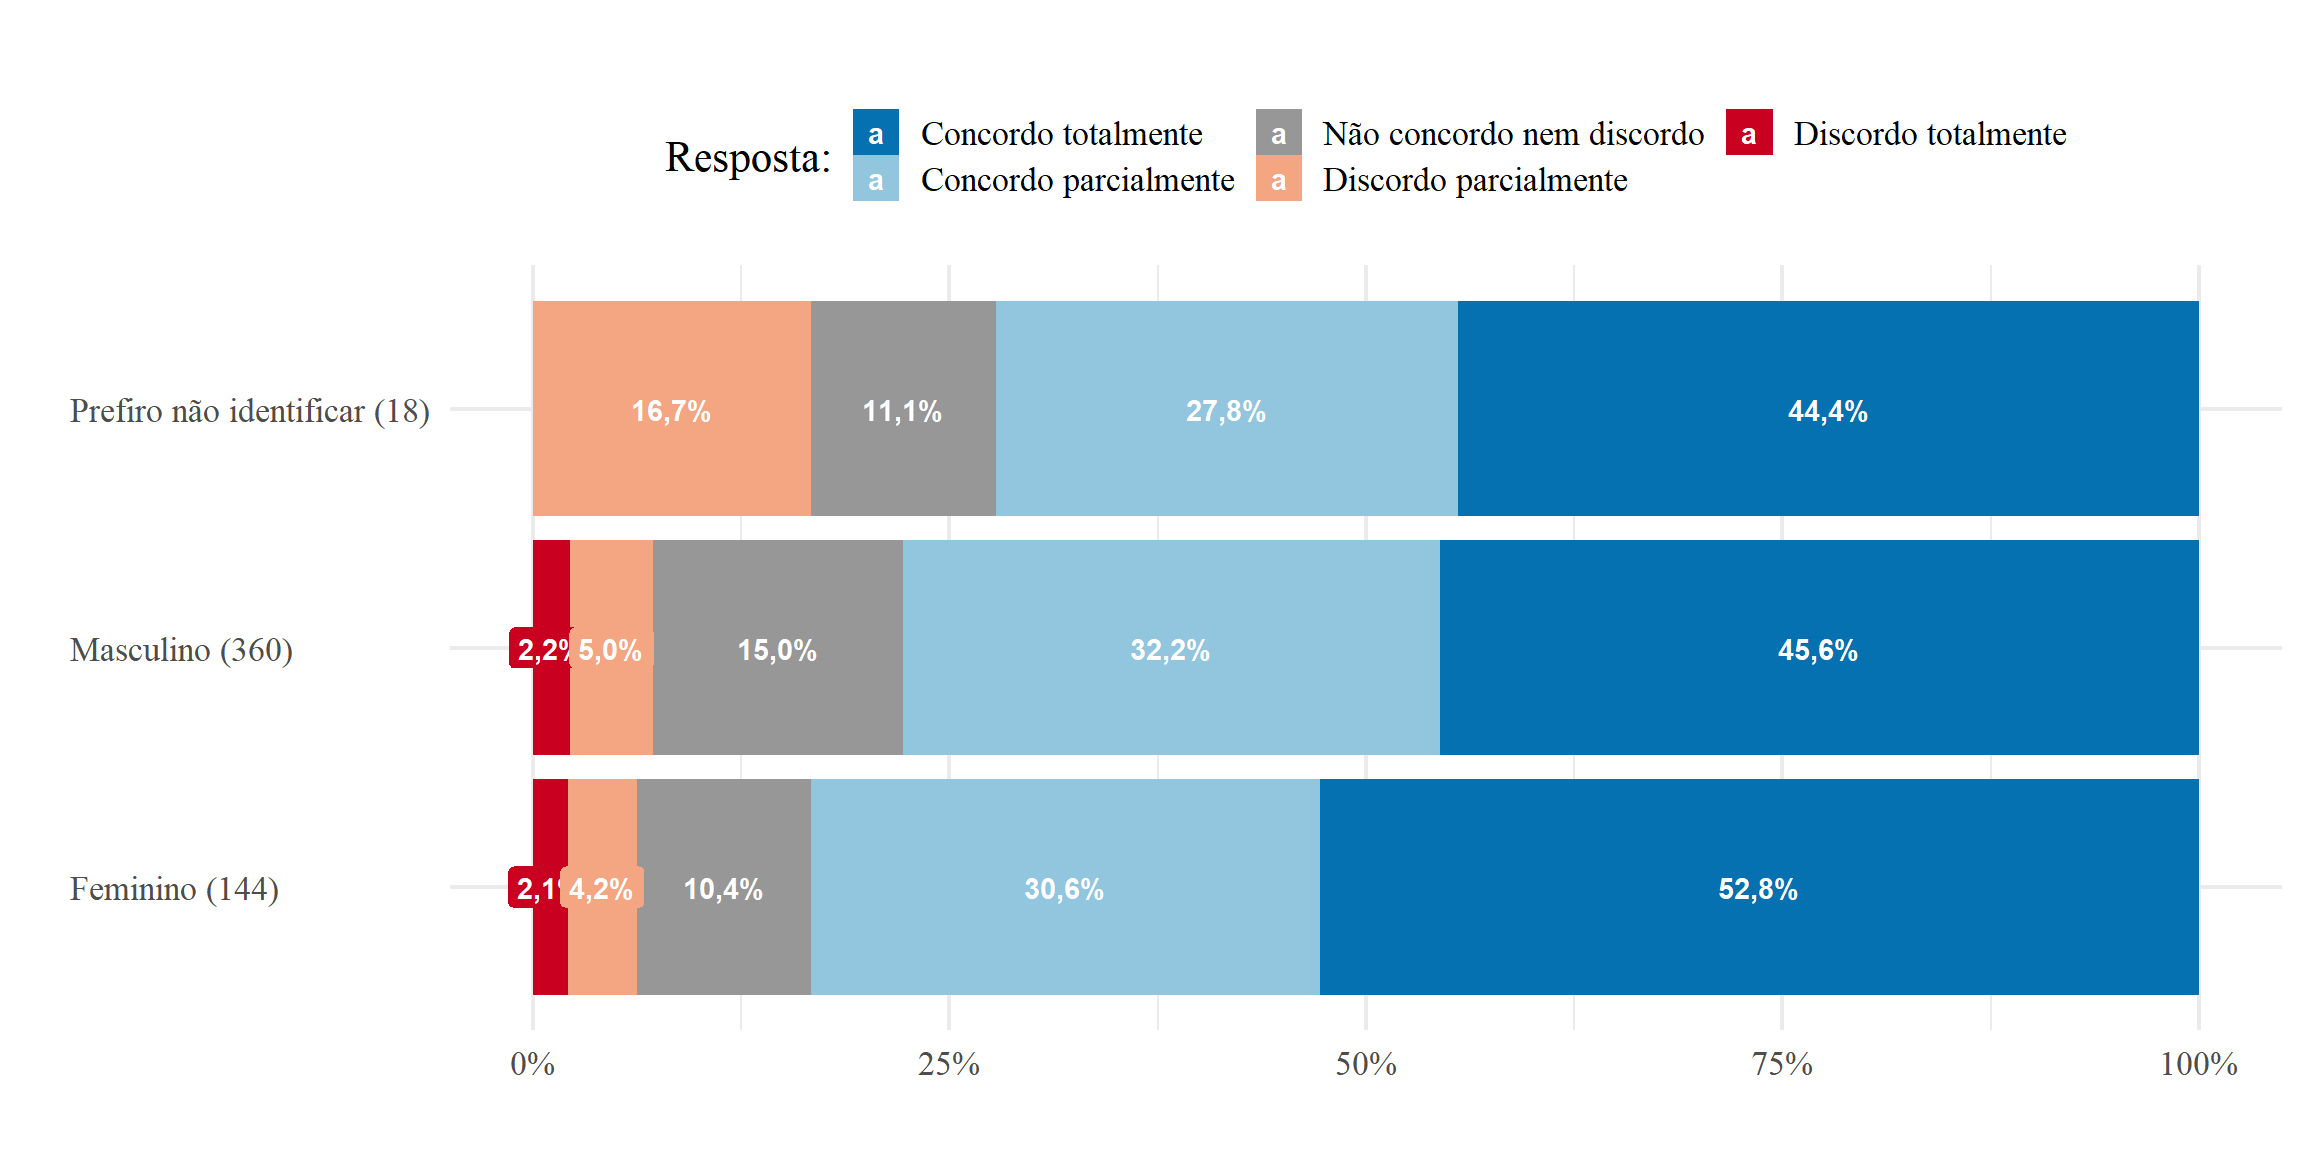 Resposta:
a Concordo totalmente
a Concordo parcialmente
a Não concordo nem discordo
a Discordo parcialmente
a Discordo totalmente
Prefiro não identificar (18)
16,7% 11,1% 27,8% 44,4%
Masculino (360)
2,2% 5,0% 15,0% 32,2% 45,6%
Feminino (144)
2,1% 4,2% 10,4% 30,6% 52,8%
0% 25% 50% 75% 100%